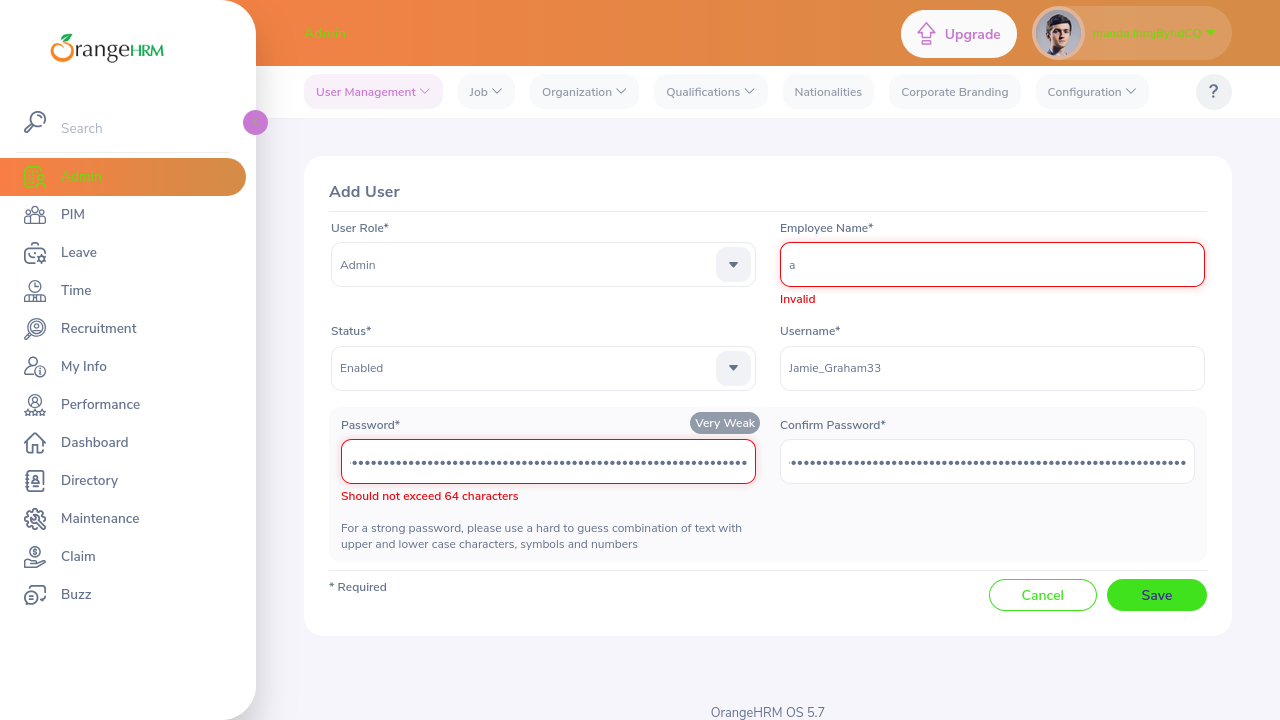 OrangeHRM
Search
Admin
PIM
Leave
Time
Recruitment
My Info
Performance
Dashboard
Directory
Maintenance
Claim
Buzz
Admin
Upgrade
User Management
Job
Organization
Qualifications
Nationalities
Corporate Branding
Configuration
?
Add User
User Role*
Admin
Employee Name*
a
Invalid
Status*
Enabled
Username*
Jamie_Graham33
Password*
Very Weak
Should not exceed 64 characters
For a strong password, please use a hard to guess combination of text with
upper and lower case characters, symbols and numbers
Confirm Password*
* Required
Cancel
Save
OrangeHRM OS 5.7